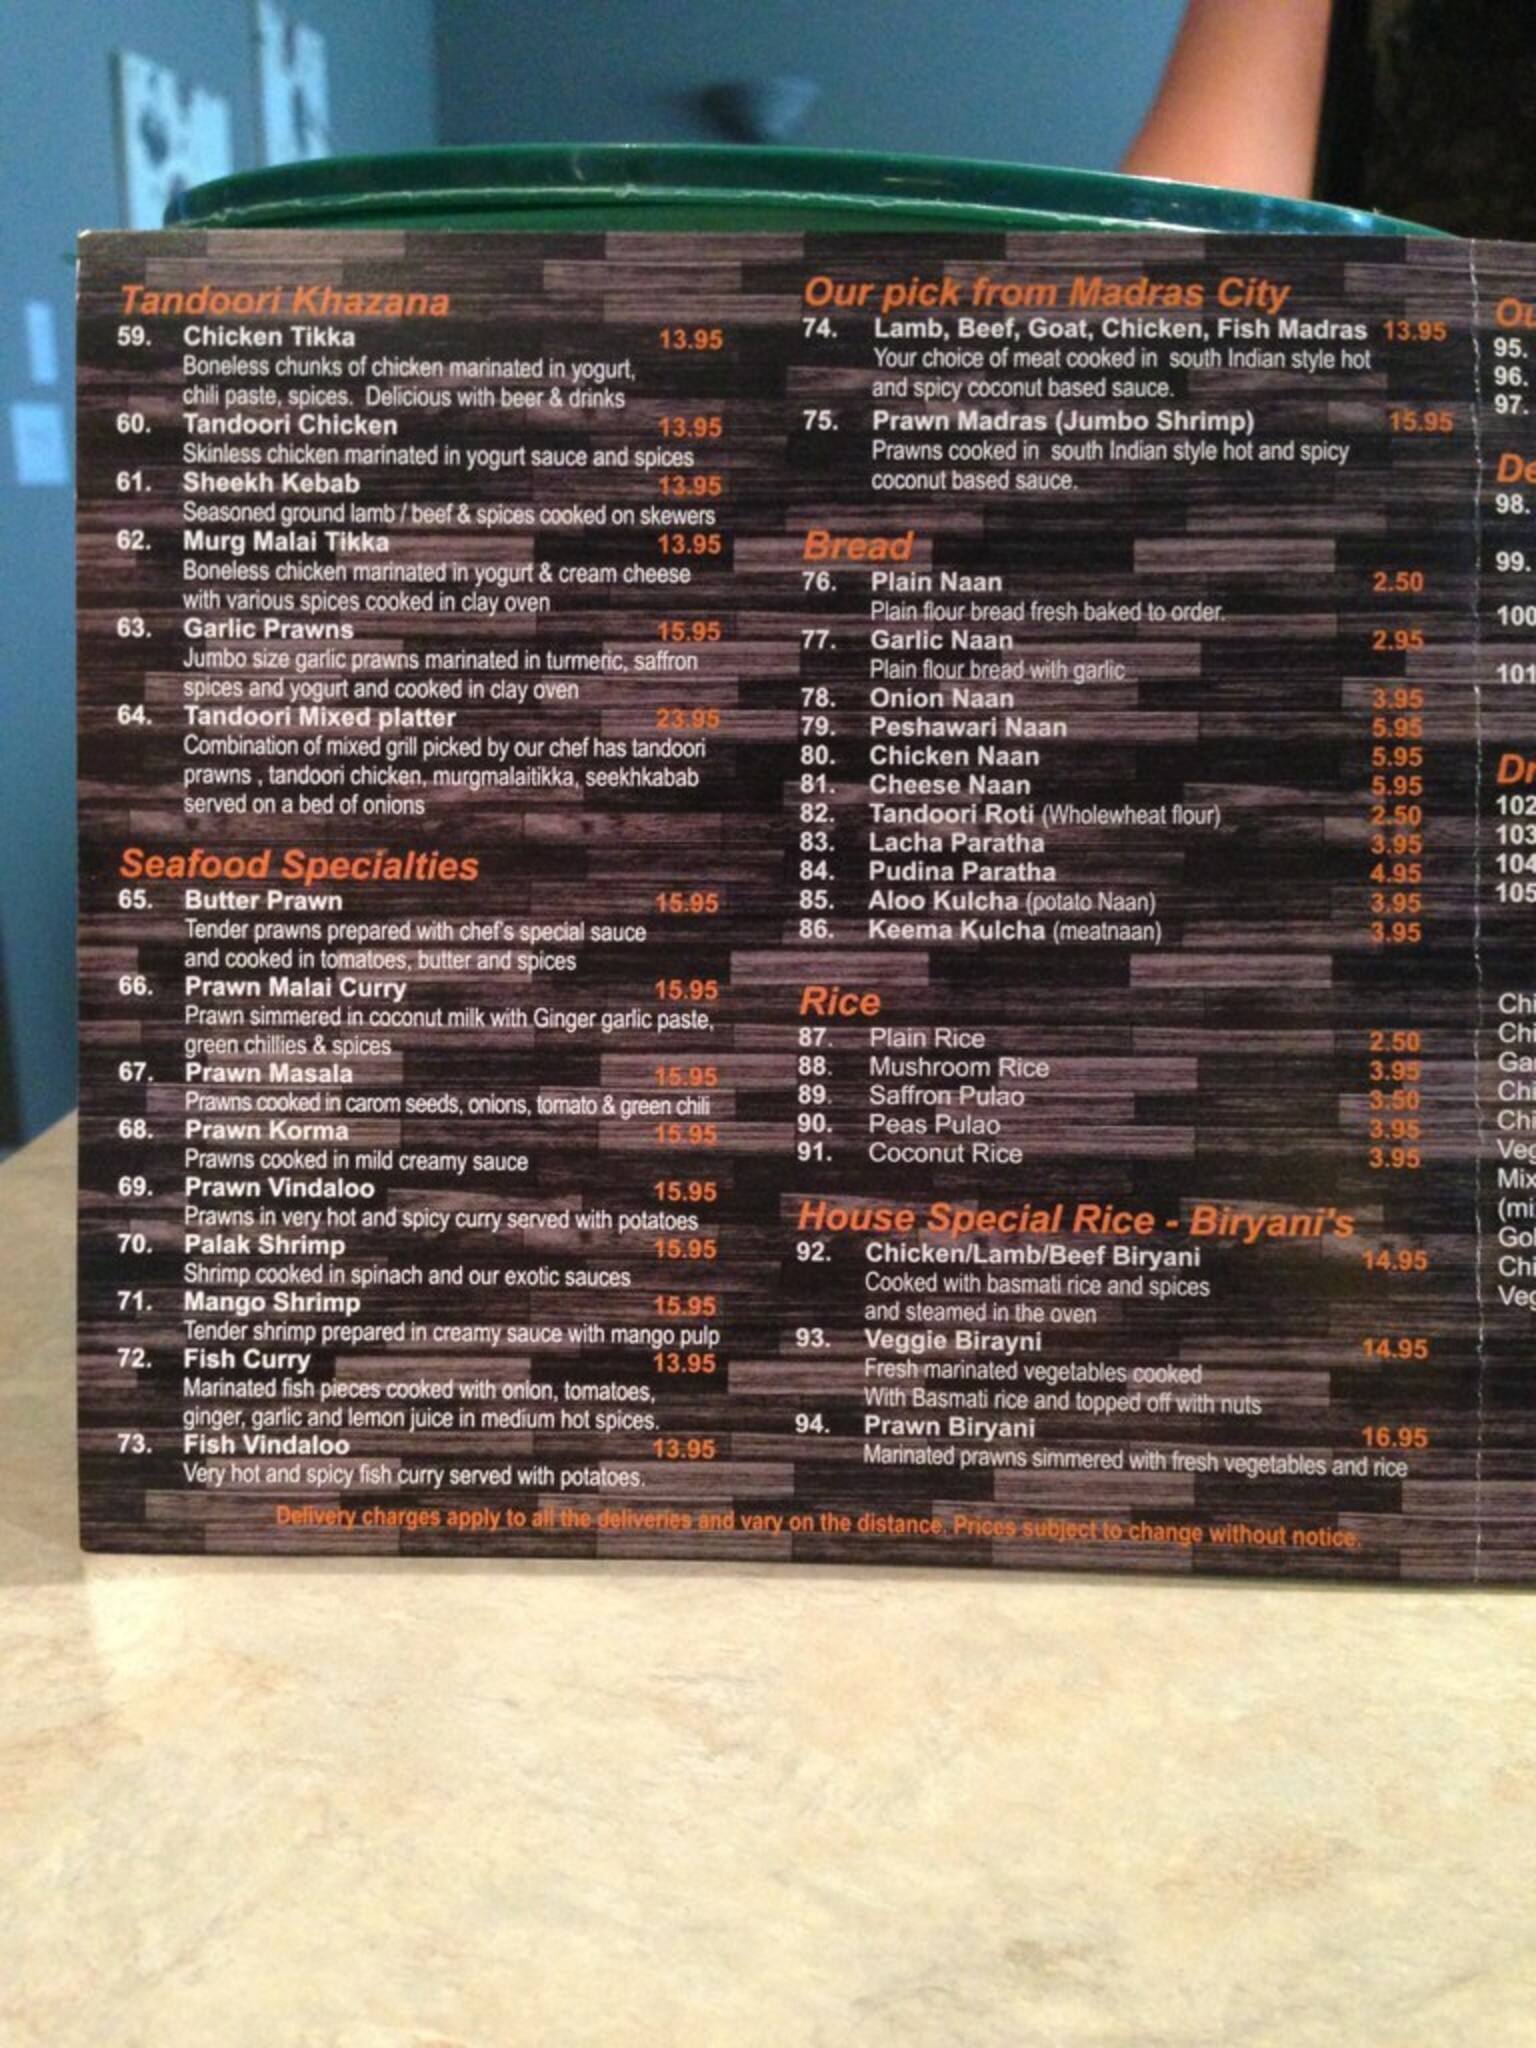 Tandoori Khazana
59. Chicken Tikka 13.95
Boneless chunks of chicken marinated in yogurt,
chili paste, spices. Delicious with beer & drinks
60. Tandoori Chicken 13.95
Skinless chicken marinated in yogurt sauce and spices
61. Sheekh Kebab 13.95
Seasoned ground lamb / beef & spices cooked on skewers
62. Murg Malai Tikka 13.95
Boneless chicken marinated in yogurt & cream cheese
with various spices cooked in clay oven
63. Garlic Prawns 15.95
Jumbo size garlic prawns marinated in turmeric, saffron
spices and yogurt and cooked in clay oven
64. Tandoori Mixed platter 23.95
Combination of mixed grill picked by our chef has tandoori
prawns , tandoori chicken, murgmalaitikka, seekhkabab
served on a bed of onions
Seafood Specialties
65. Butter Prawn 15.95
Tender prawns prepared with chef's special sauce
and cooked in tomatoes, butter and spices
66. Prawn Malai Curry 15.95
Prawn simmered in coconut milk with Ginger garlic paste,
green chillies & spices
67. Prawn Masala 15.95
Prawns cooked in carom seeds, onions, tomato & green chili
68. Prawn Korma 15.95
Prawns cooked in mild creamy sauce
69. Prawn Vindaloo 15.95
Prawns in very hot and spicy curry served with potatoes
70. Palak Shrimp 15.95
Shrimp cooked in spinach and our exotic sauces
71. Mango Shrimp 15.95
Tender shrimp prepared in creamy sauce with mango pulp
72. Fish Curry 13.95
Marinated fish pieces cooked with onion, tomatoes,
ginger, garlic and lemon juice in medium hot spices.
73. Fish Vindaloo 13.95
Very hot and spicy fish curry served with potatoes.
Our pick from Madras City
74. Lamb, Beef, Goat, Chicken, Fish Madras 13.95
Your choice of meat cooked in south Indian style hot
and spicy coconut based sauce.
75. Prawn Madras (Jumbo Shrimp) 15.95
Prawns cooked in south Indian style hot and spicy
coconut based sauce.
Bread
76. Plain Naan 2.50
Plain flour bread fresh baked to order.
77. Garlic Naan 2.95
Plain flour bread with garlic
78. Onion Naan 3.95
79. Peshawari Naan 5.95
80. Chicken Naan 5.95
81. Cheese Naan 5.95
82. Tandoori Roti (Wholewheat flour) 2.50
83. Lacha Paratha 3.95
84. Pudina Paratha 4.95
85. Aloo Kulcha (potato Naan) 3.95
86. Keema Kulcha (meatnaan) 3.95
Rice
87. Plain Rice 2.50
88. Mushroom Rice 3.95
89. Saffron Pulao 3.50
90. Peas Pulao 3.95
91. Coconut Rice 3.95
House Special Rice - Biryani's
92. Chicken/Lamb/Beef Biryani 14.95
Cooked with basmati rice and spices
and steamed in the oven
93. Veggie Birayni 14.95
Fresh marinated vegetables cooked
With Basmati rice and topped off with nuts
94. Prawn Biryani 16.95
Marinated prawns simmered with fresh vegetables and rice
Delivery charges apply to all the deliveries and vary on the distance. Prices subject to change without notice.
95.
96.
97.
98.
99.
100
101
102
103
104
105